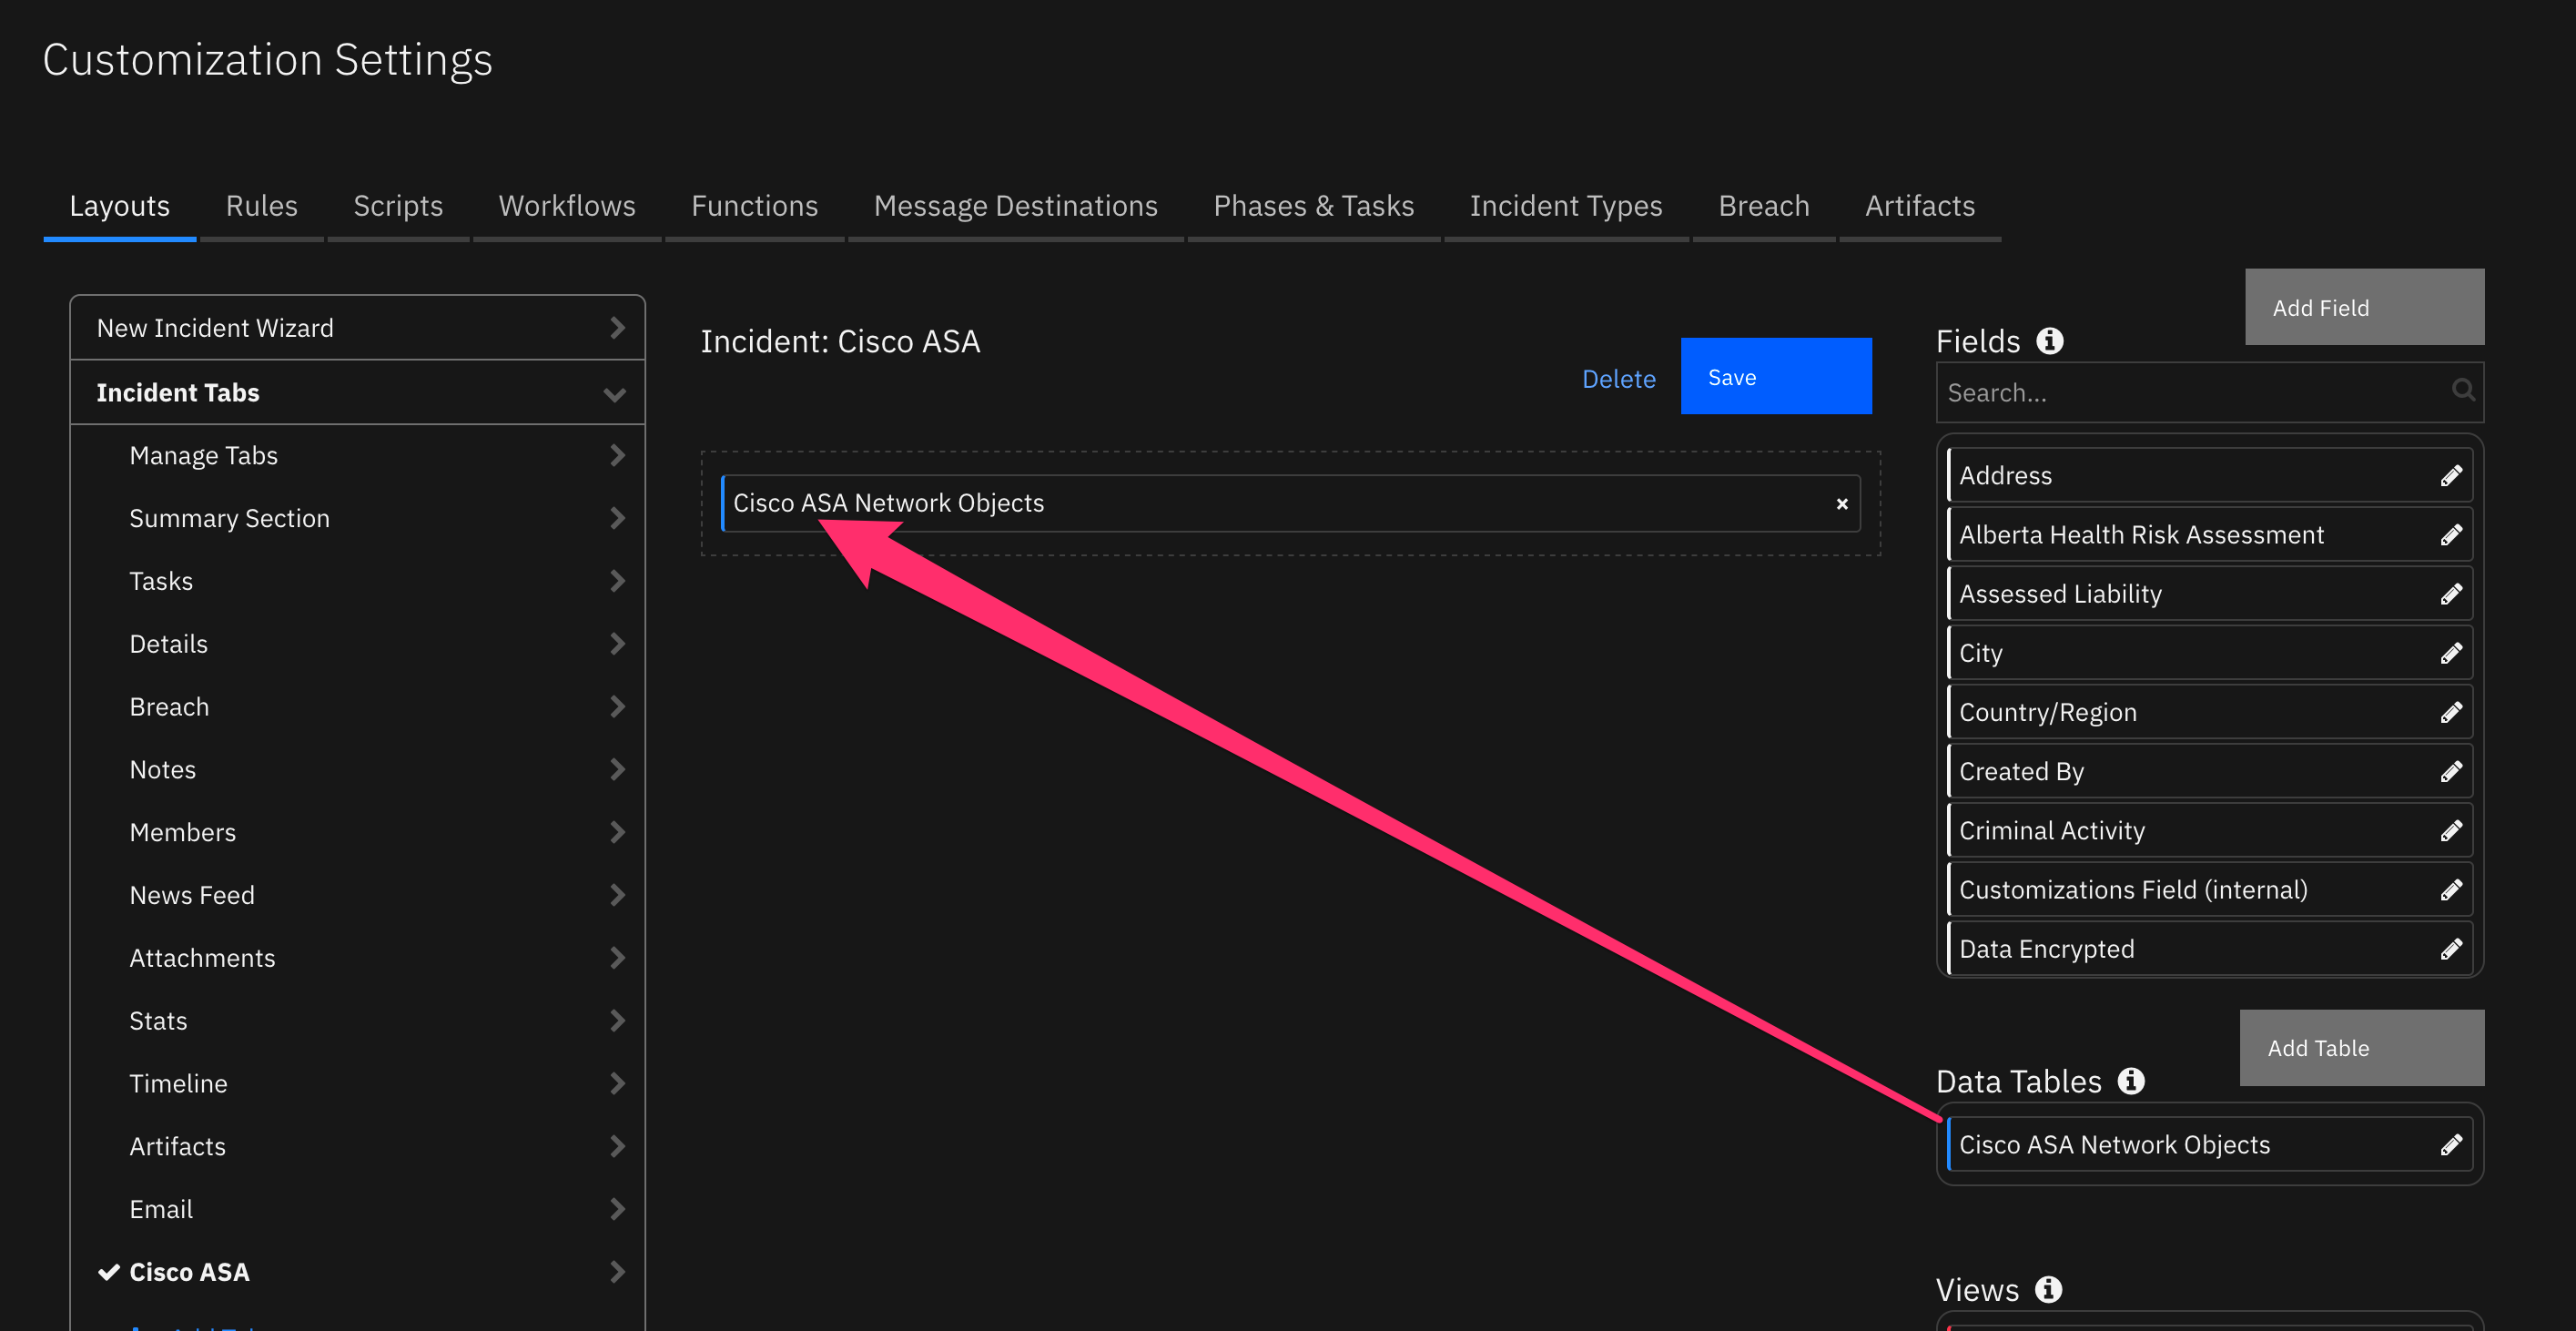 Customization Settings
Layouts
Rules
Scripts
Workflows
Functions
Message Destinations
Phases & Tasks
Incident Types
Breach
Artifacts
New Incident Wizard
Incident Tabs
Manage Tabs
Summary Section
Tasks
Details
Breach
Notes
Members
News Feed
Attachments
Stats
Timeline
Artifacts
Email
Cisco ASA
Incident: Cisco ASA
Delete
Save
Cisco ASA Network Objects
Add Field
Fields
Search...
Address
Alberta Health Risk Assessment
Assessed Liability
City
Country/Region
Created By
Criminal Activity
Customizations Field (internal)
Data Encrypted
Add Table
Data Tables
Cisco ASA Network Objects
Views